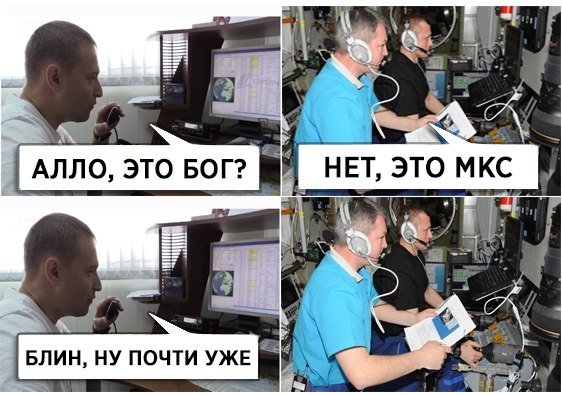 АЛЛО, ЭТО БОГ?
НЕТ, ЭТО МКС
БЛИН, НУ ПОЧТИ УЖЕ